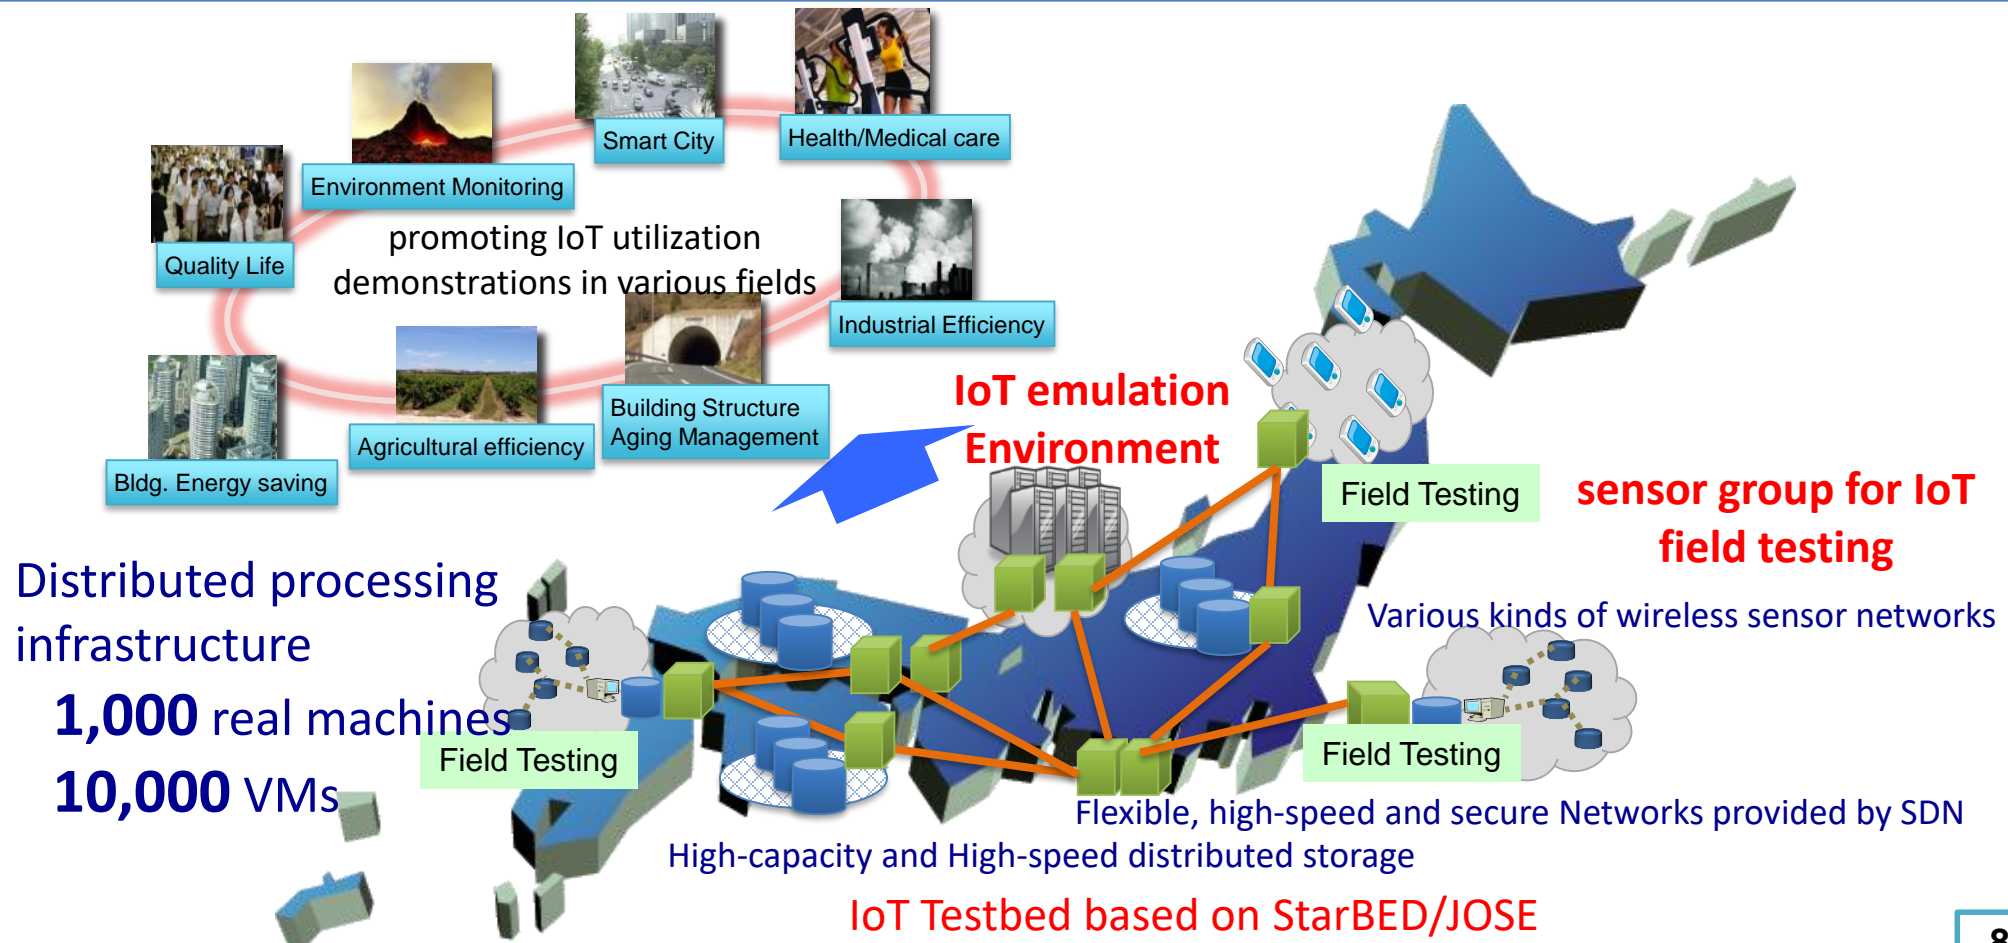 Smart City
Health/Medical care
Environment Monitoring
promoting IoT utilization
demonstrations in various fields
Quality Life
Industrial Efficiency
Building Structure
Aging Management
Agricultural efficiency
Bldg. Energy saving
IoT emulation
Environment
Field Testing
sensor group for IoT
field testing
Various kinds of wireless sensor networks
Distributed processing
infrastructure
1,000 real machines
10,000 VMs
Field Testing
Field Testing
Flexible, high-speed and secure Networks provided by SDN
High-capacity and High-speed distributed storage
IoT Testbed based on StarBED/JOSE
8